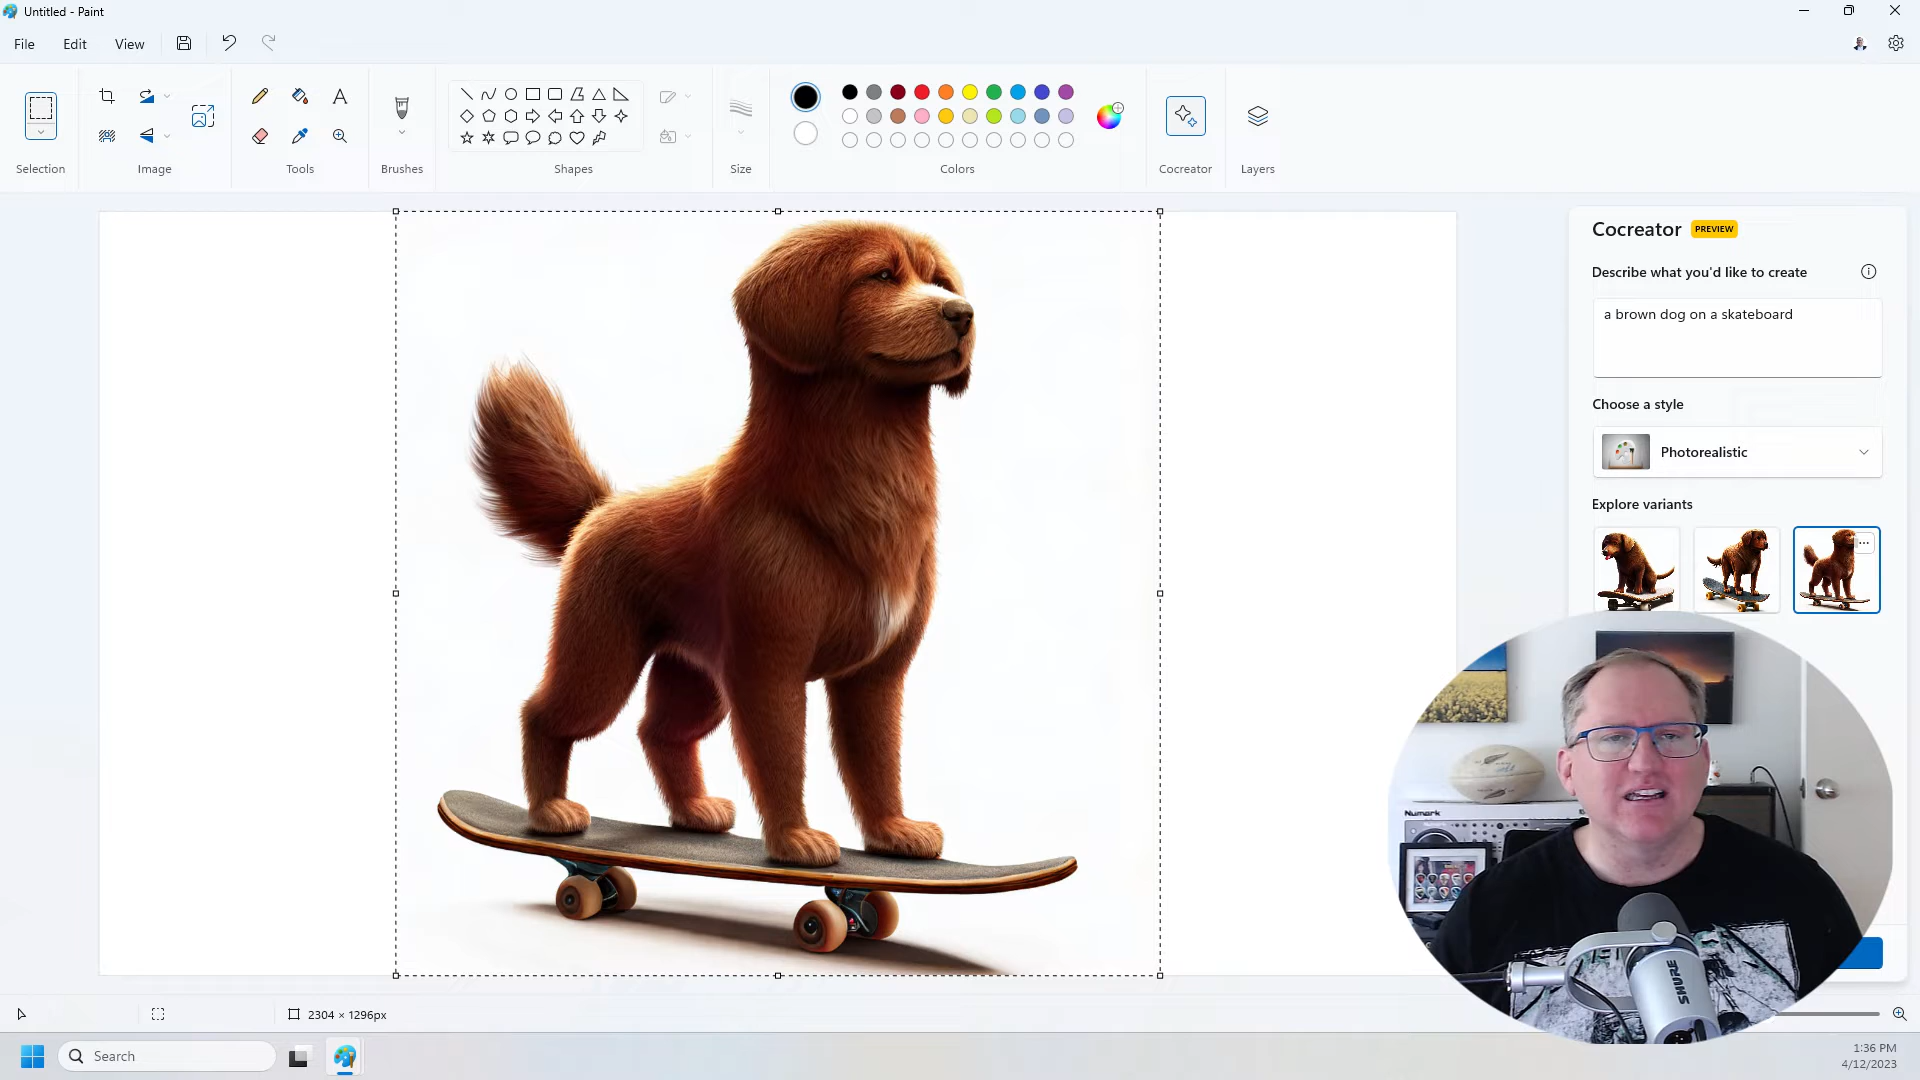 Untitled - Paint
File
Edit
View
Selection
Image
Tools
Brushes
Shapes
Size
Colors
Cocreator
Layers
Cocreator PREVIEW
Describe what you'd like to create
a brown dog on a skateboard
Choose a style
Photorealistic
Explore variants
Numark
SHURE
2304 × 1296px
Search
1:36 PM
4/12/2023